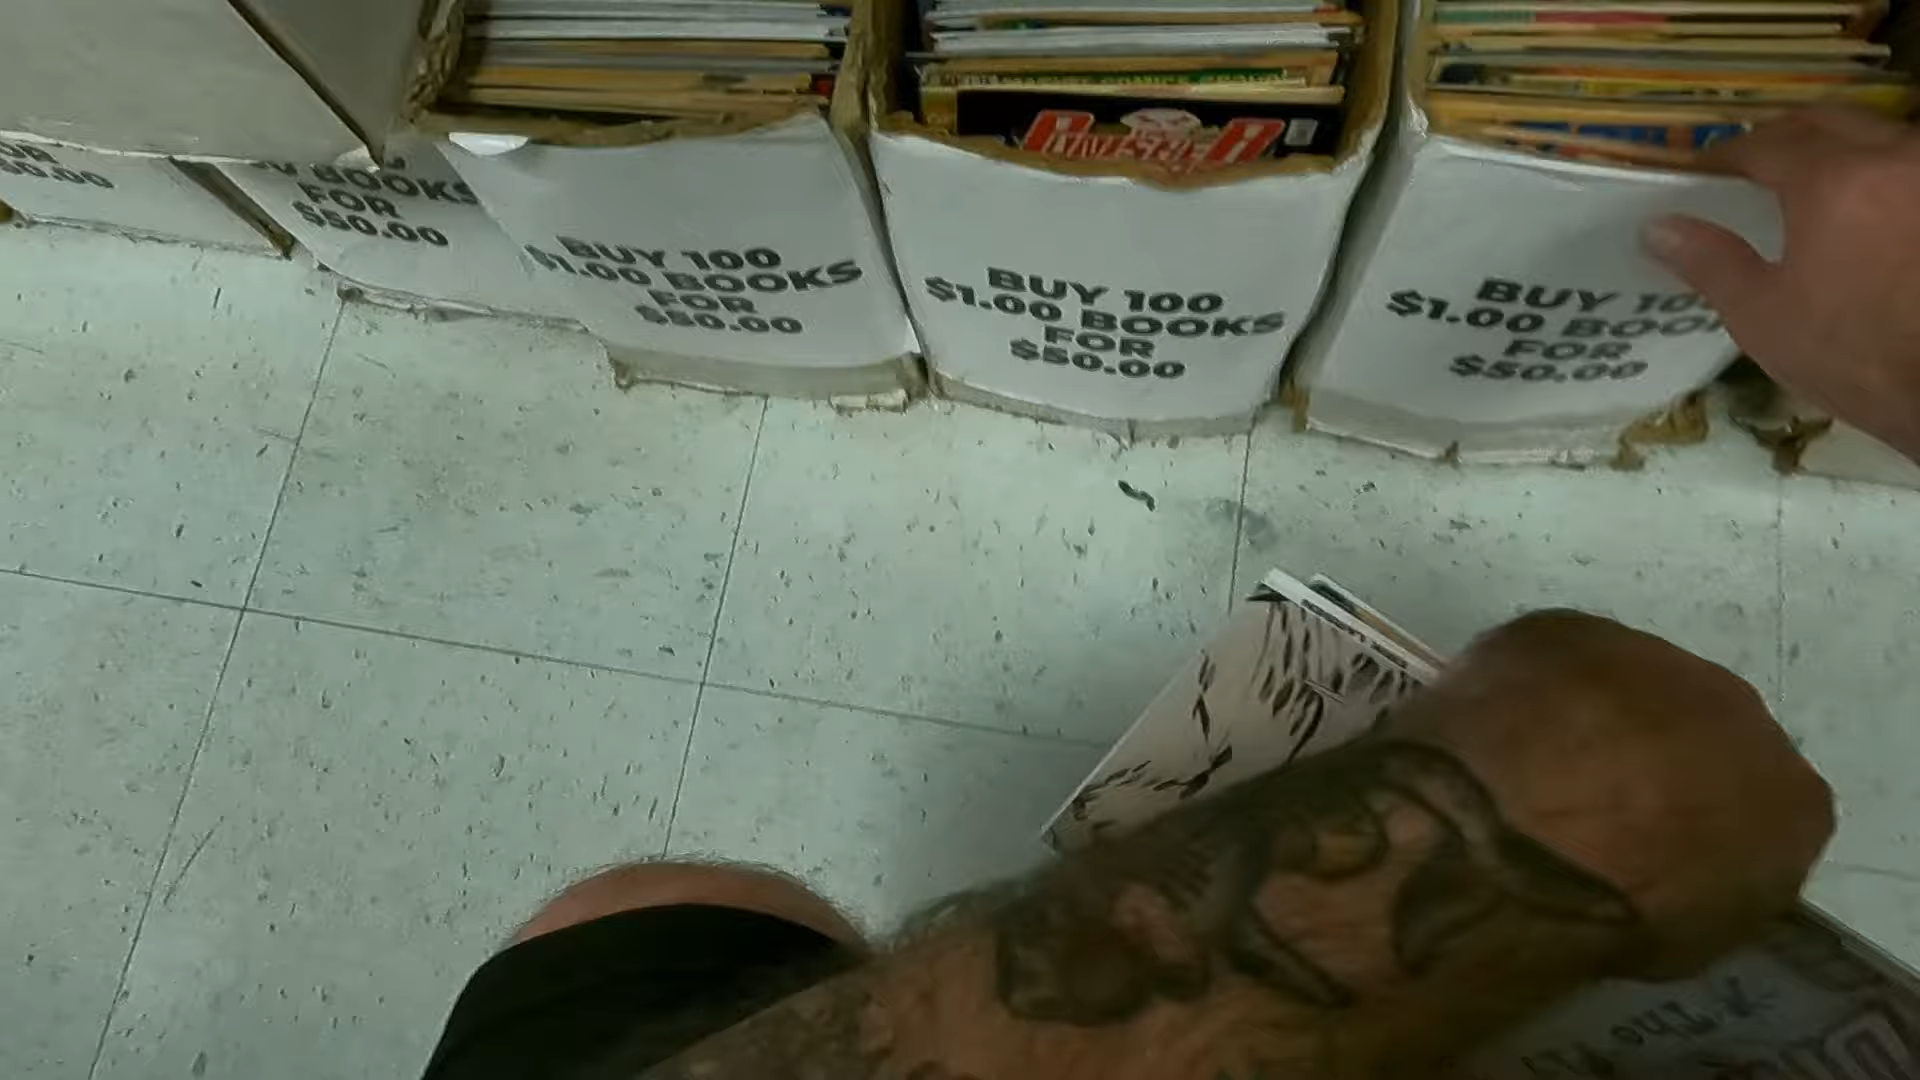 OR
$50.00
BOOKS
FOR
$50.00
BUY 100
$1.00 BOOKS
FOR
$50.00
BUY 100
$1.00 BOOKS
FOR
$50.00
BUY 10
$1.00 BOO
FOR
$50.00